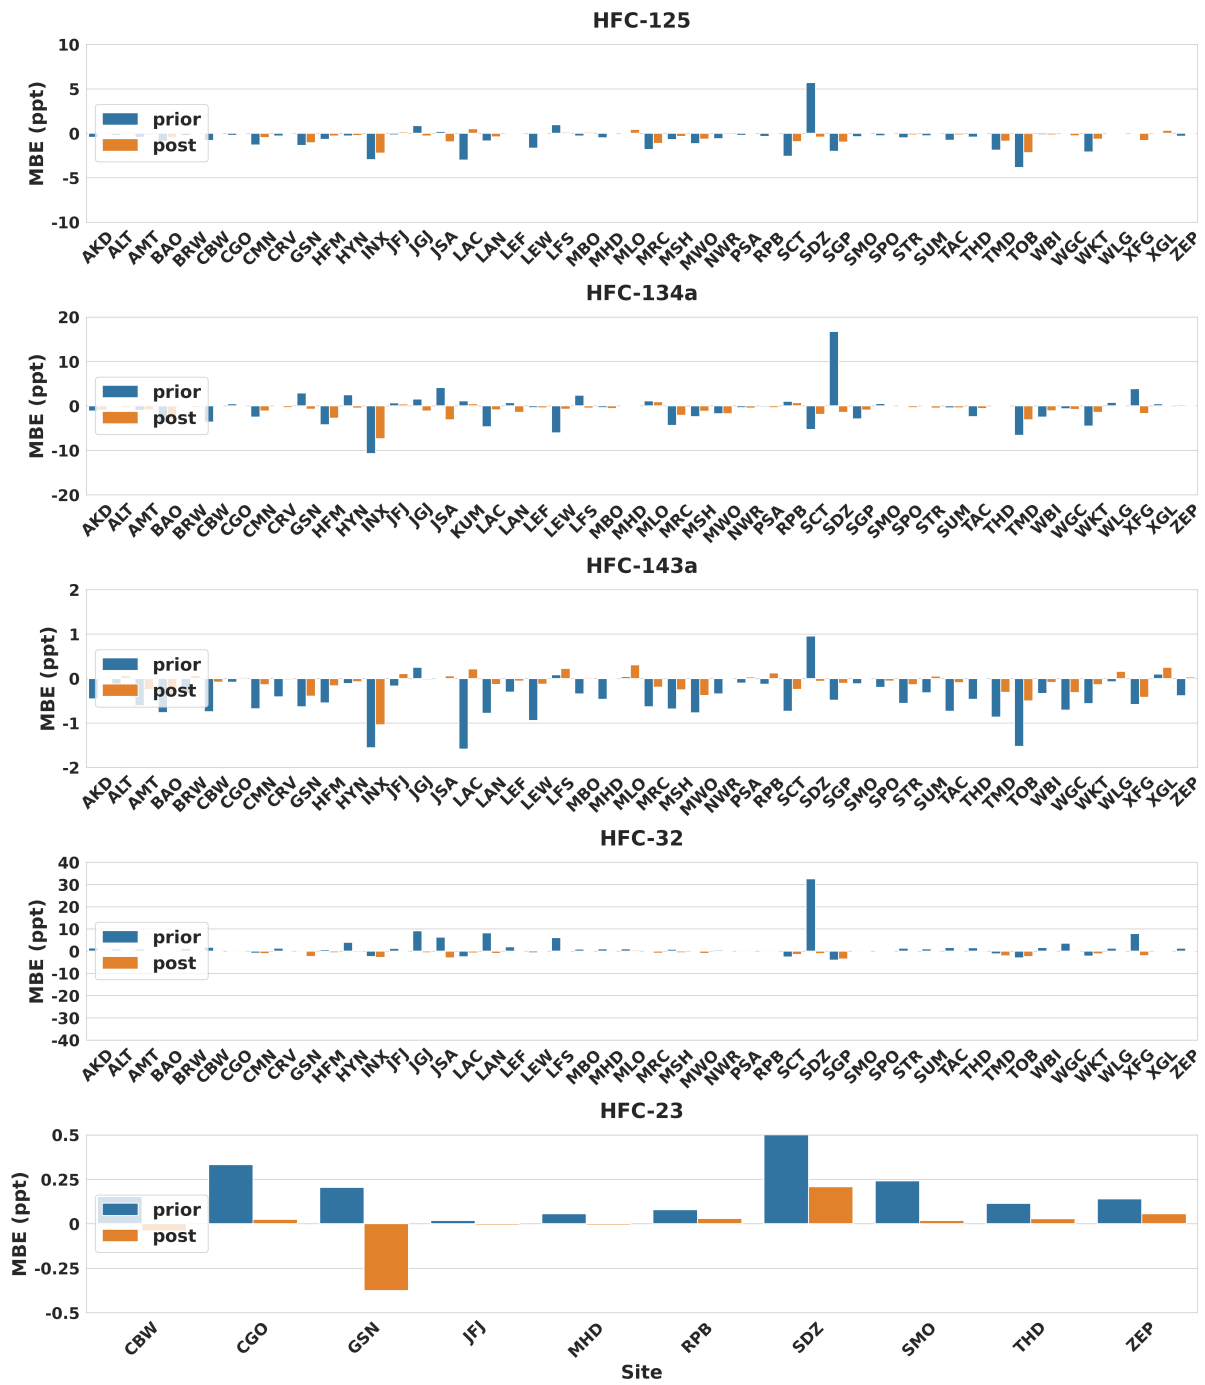 HFC-125
MBE (ppt)
10
5
0
-5
-10
prior
post
AKD ALT AMT BAO BRW CBW CGO CMN CRV GSN HFM HYN INX JFJ JGJ JSA LAC LAN LEF LEW LFS MBO MHD MLO MRC MSH MWO NWR PSA RPB SCT SDZ SGP SMO SPO STR SUM TAC THD TMD TOB WBI WGC WKT WLG XFG XGL ZEP
HFC-134a
MBE (ppt)
20
10
0
-10
-20
prior
post
AKD ALT AMT BAO BRW CBW CGO CMN CRV GSN HFM HYN INX JFJ JGJ JSA KUM LAC LAN LEF LEW LFS MBO MHD MLO MRC MSH MWO NWR PSA RPB SCT SDZ SGP SMO SPO STR SUM TAC THD TMD WBI WGC WKT WLG XFG XGL ZEP
HFC-143a
MBE (ppt)
2
1
0
-1
-2
prior
post
AKD ALT AMT BAO BRW CBW CGO CMN CRV GSN HFM HYN INX JFJ JGJ JSA LAC LAN LEF LEW LFS MBO MHD MLO MRC MSH MWO NWR PSA RPB SCT SDZ SGP SMO SPO STR SUM TAC THD TMD TOB WBI WGC WKT WLG XFG XGL ZEP
HFC-32
MBE (ppt)
40
30
20
10
0
-10
-20
-30
-40
prior
post
AKD ALT AMT BAO BRW CBW CGO CMN CRV GSN HFM HYN INX JFJ JGJ JSA LAC LAN LEF LEW LFS MBO MHD MLO MRC MSH MWO NWR PSA RPB SCT SDZ SGP SMO SPO STR SUM TAC THD TMD TOB WBI WGC WKT WLG XFG XGL ZEP
HFC-23
MBE (ppt)
0.5
0.25
0
-0.25
-0.5
prior
post
CBW CGO GSN JFJ MHD RPB SDZ SMO THD ZEP
Site